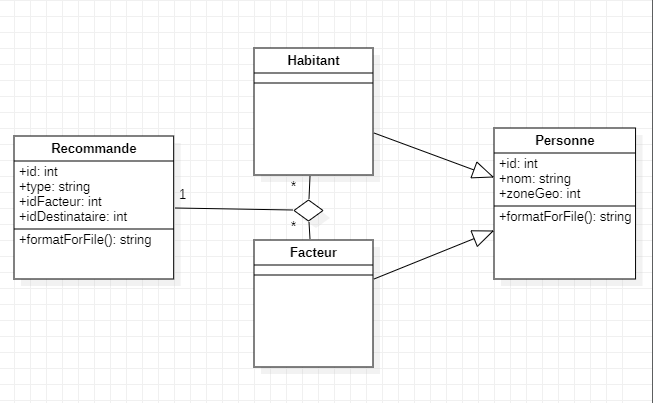 Habitant
Recommande
+id: int
+type: string
+idFacteur: int
+idDestinataire: int
+formatForFile(): string
1
*
*
Facteur
Personne
+id: int
+nom: string
+zoneGeo: int
+formatForFile(): string